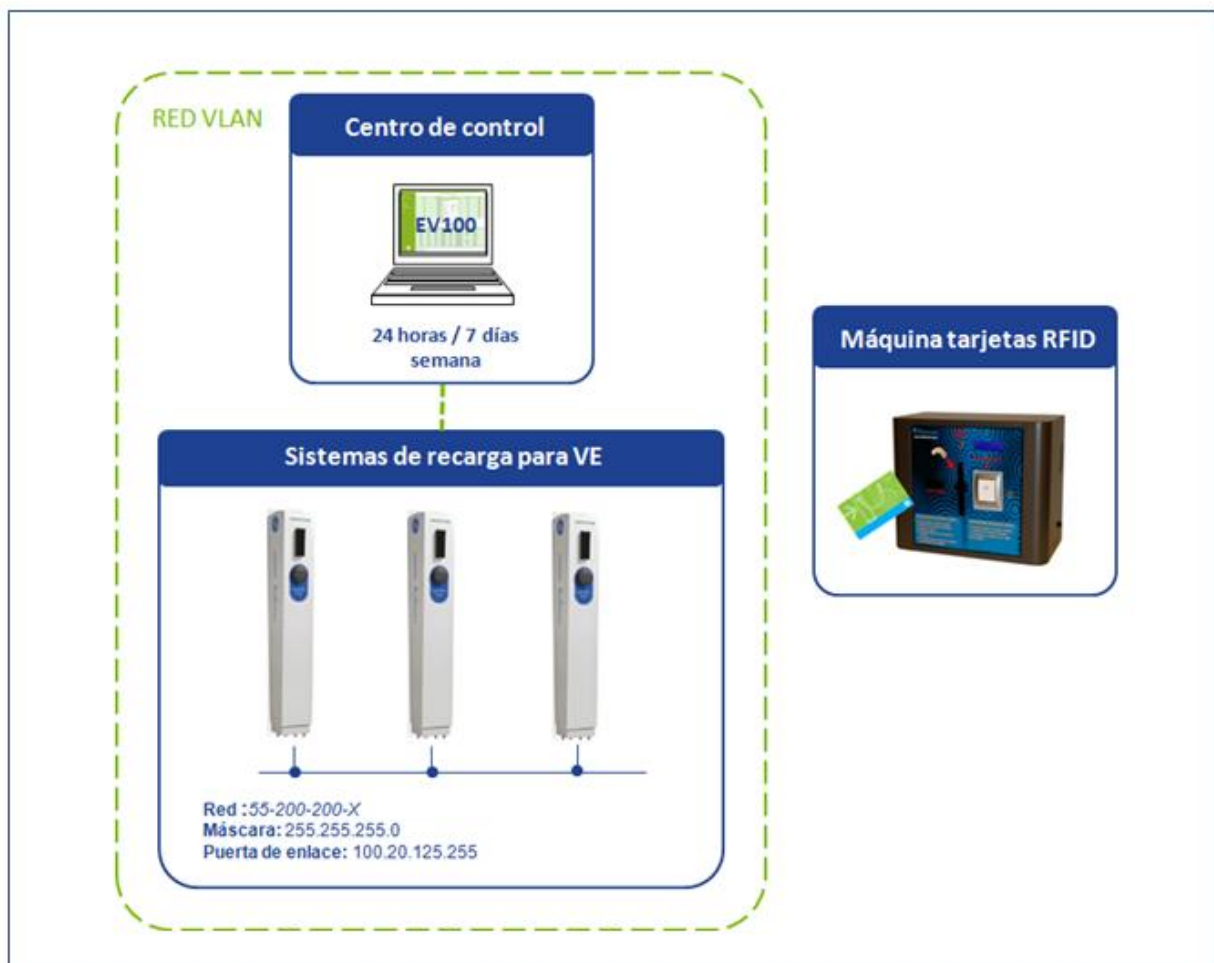 RED VLAN
Centro de control
EV100
24 horas / 7 días
semana
Sistemas de recarga para VE
Red :55-200-200-X
Máscara: 255.255.255.0
Puerta de enlace: 100.20.125.255
Máquina tarjetas RFID